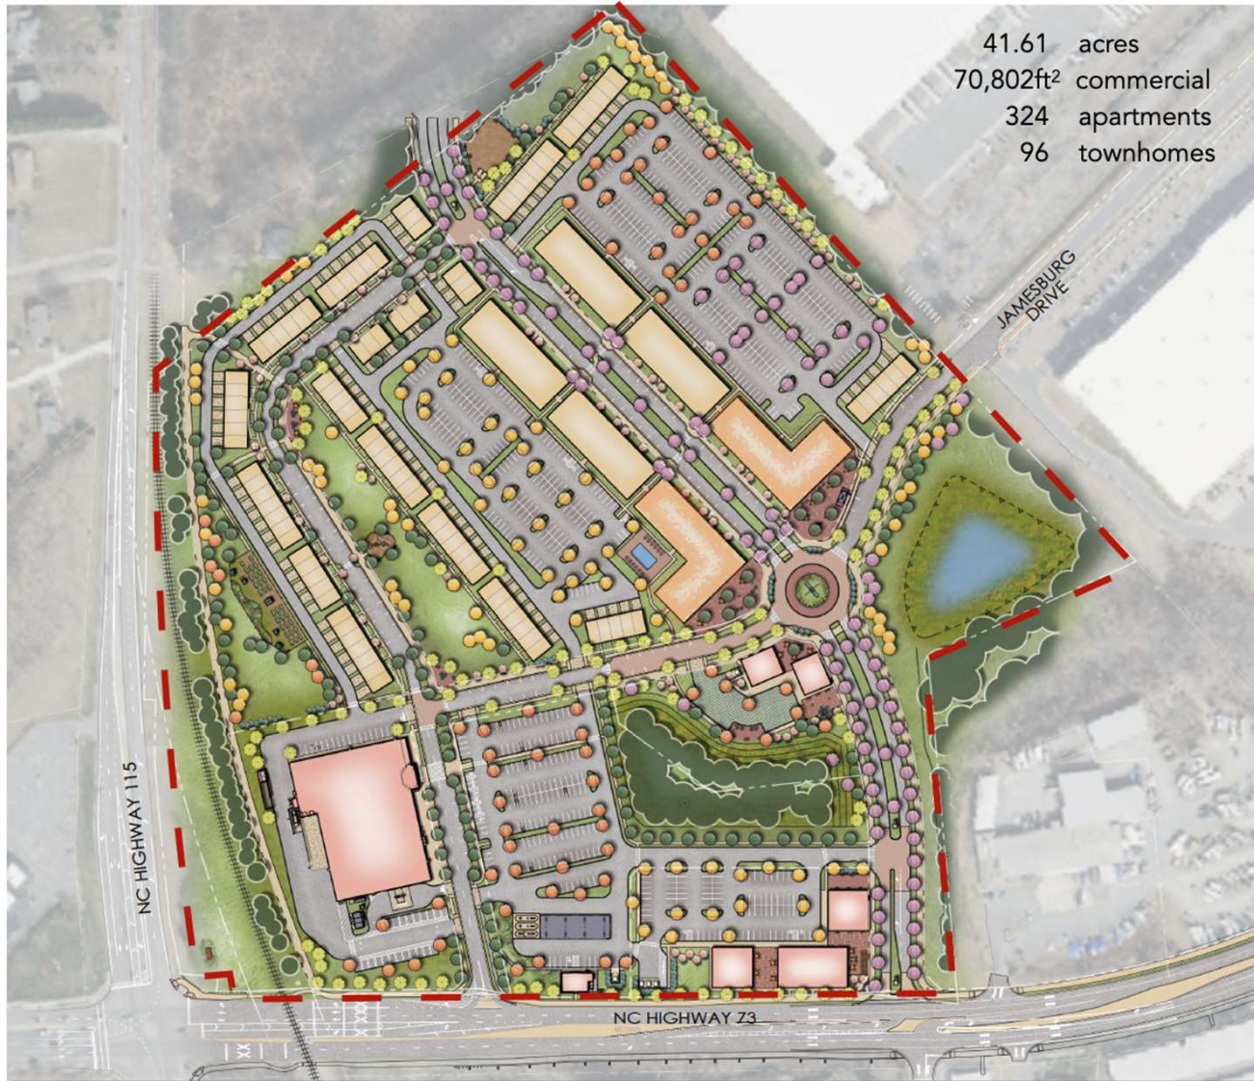 41.61 acres
70,802ft² commercial
324 apartments
96 townhomes
JAMESBURG
DRIVE
NC HIGHWAY 115
NC HIGHWAY 73